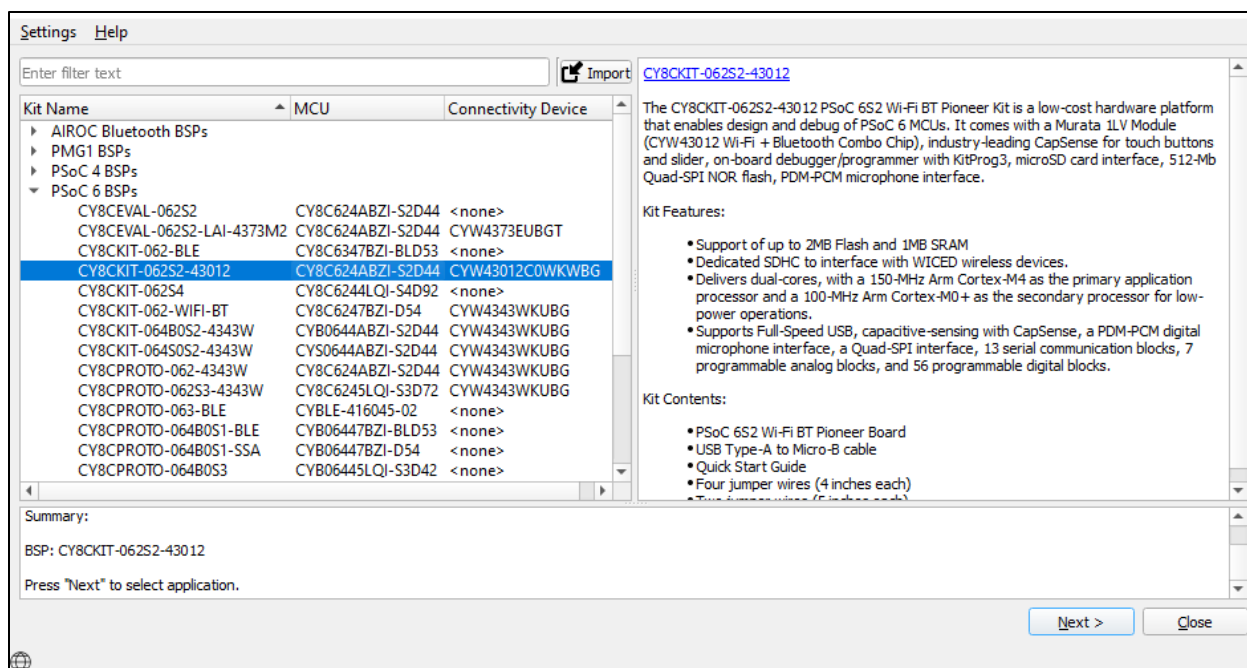 Settings Help
Enter filter text
Import
Kit Name MCU Connectivity Device
AIROC Bluetooth BSPs
PMG1 BSPs
PSoC 4 BSPs
PSoC 6 BSPs
CY8CEVAL-062S2 CY8C624ABZI-S2D44 <none>
CY8CEVAL-062S2-LAI-4373M2 CY8C624ABZI-S2D44 CYW4373EUBGT
CY8CKIT-062-BLE CY8C6347BZI-BLD53 <none>
CY8CKIT-062S2-43012 CY8C624ABZI-S2D44 CYW43012C0WKWBG
CY8CKIT-062S4 CY8C6244LQI-S4D92 <none>
CY8CKIT-062-WIFI-BT CY8C6247BZI-D54 CYW4343WKUBG
CY8CKIT-064B0S2-4343W CYB0644ABZI-S2D44 CYW4343WKUBG
CY8CKIT-064S0S2-4343W CYS0644ABZI-S2D44 CYW4343WKUBG
CY8CPROTO-062-4343W CY8C624ABZI-S2D44 CYW4343WKUBG
CY8CPROTO-062S3-4343W CY8C6245LQI-S3D72 CYW4343WKUBG
CY8CPROTO-063-BLE CYBLE-416045-02 <none>
CY8CPROTO-064B0S1-BLE CYB06447BZI-BLD53 <none>
CY8CPROTO-064B0S1-SSA CYB06447BZI-D54 <none>
CY8CPROTO-064B0S3 CYB06445LQI-S3D42 <none>
CY8CKIT-062S2-43012
The CY8CKIT-062S2-43012 PSoC 6S2 Wi-Fi BT Pioneer Kit is a low-cost hardware platform
that enables design and debug of PSoC 6 MCUs. It comes with a Murata 1LV Module
(CYW43012 Wi-Fi + Bluetooth Combo Chip), industry-leading CapSense for touch buttons
and slider, on-board debugger/programmer with KitProg3, microSD card interface, 512-Mb
Quad-SPI NOR flash, PDM-PCM microphone interface.
Kit Features:
• Support of up to 2MB Flash and 1MB SRAM
• Dedicated SDHC to interface with WICED wireless devices.
• Delivers dual-cores, with a 150-MHz Arm Cortex-M4 as the primary application
processor and a 100-MHz Arm Cortex-M0+ as the secondary processor for low-
power operations.
• Supports Full-Speed USB, capacitive-sensing with CapSense, a PDM-PCM digital
microphone interface, a Quad-SPI interface, 13 serial communication blocks, 7
programmable analog blocks, and 56 programmable digital blocks.
Kit Contents:
• PSoC 6S2 Wi-Fi BT Pioneer Board
• USB Type-A to Micro-B cable
• Quick Start Guide
• Four jumper wires (4 inches each)
• Two jumper wires (5 inches each)
Summary:
BSP: CY8CKIT-062S2-43012
Press "Next" to select application.
Next > Close